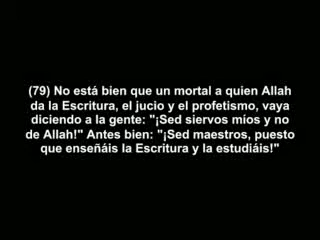 (79) No está bien que un mortal a quien Allah
da la Escritura, el jucio y el profetismo, vaya
diciendo a la gente: "¡Sed siervos míos y no
de Allah!" Antes bien: "¡Sed maestros, puesto
que enseñáis la Escritura y la estudiáis!"